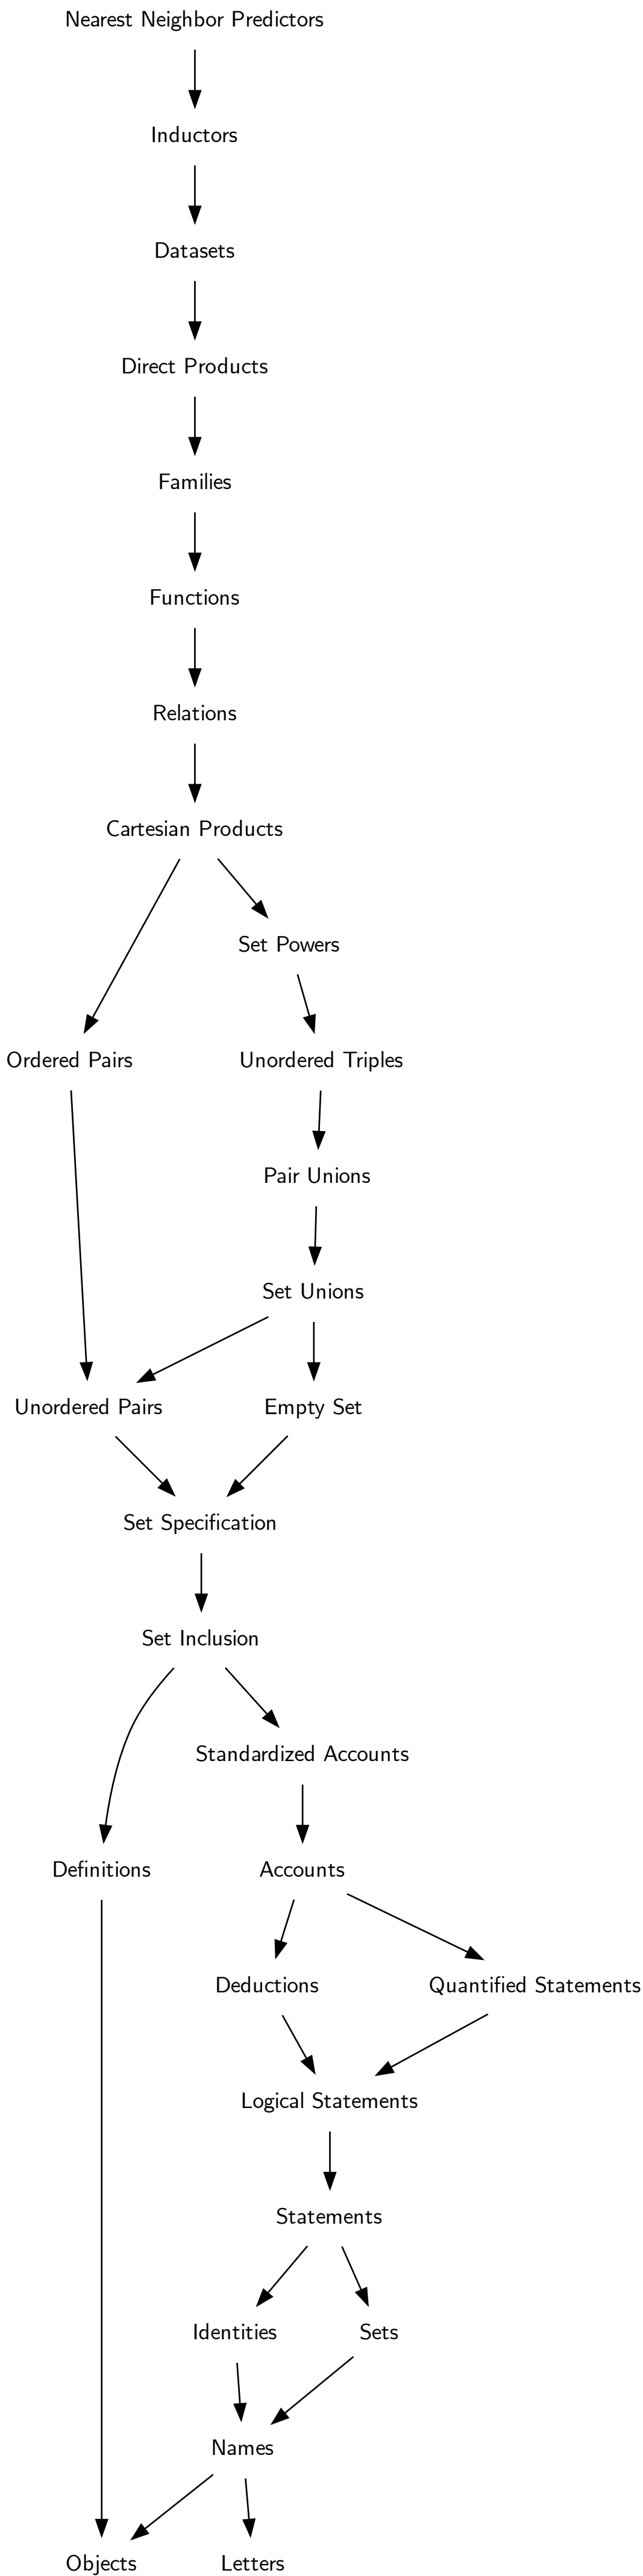 Nearest Neighbor Predictors
Inductors
Datasets
Direct Products
Families
Functions
Relations
Cartesian Products
Set Powers
Ordered Pairs
Unordered Triples
Pair Unions
Set Unions
Unordered Pairs
Empty Set
Set Specification
Set Inclusion
Standardized Accounts
Definitions
Accounts
Deductions
Quantified Statements
Logical Statements
Statements
Identities
Sets
Names
Objects
Letters